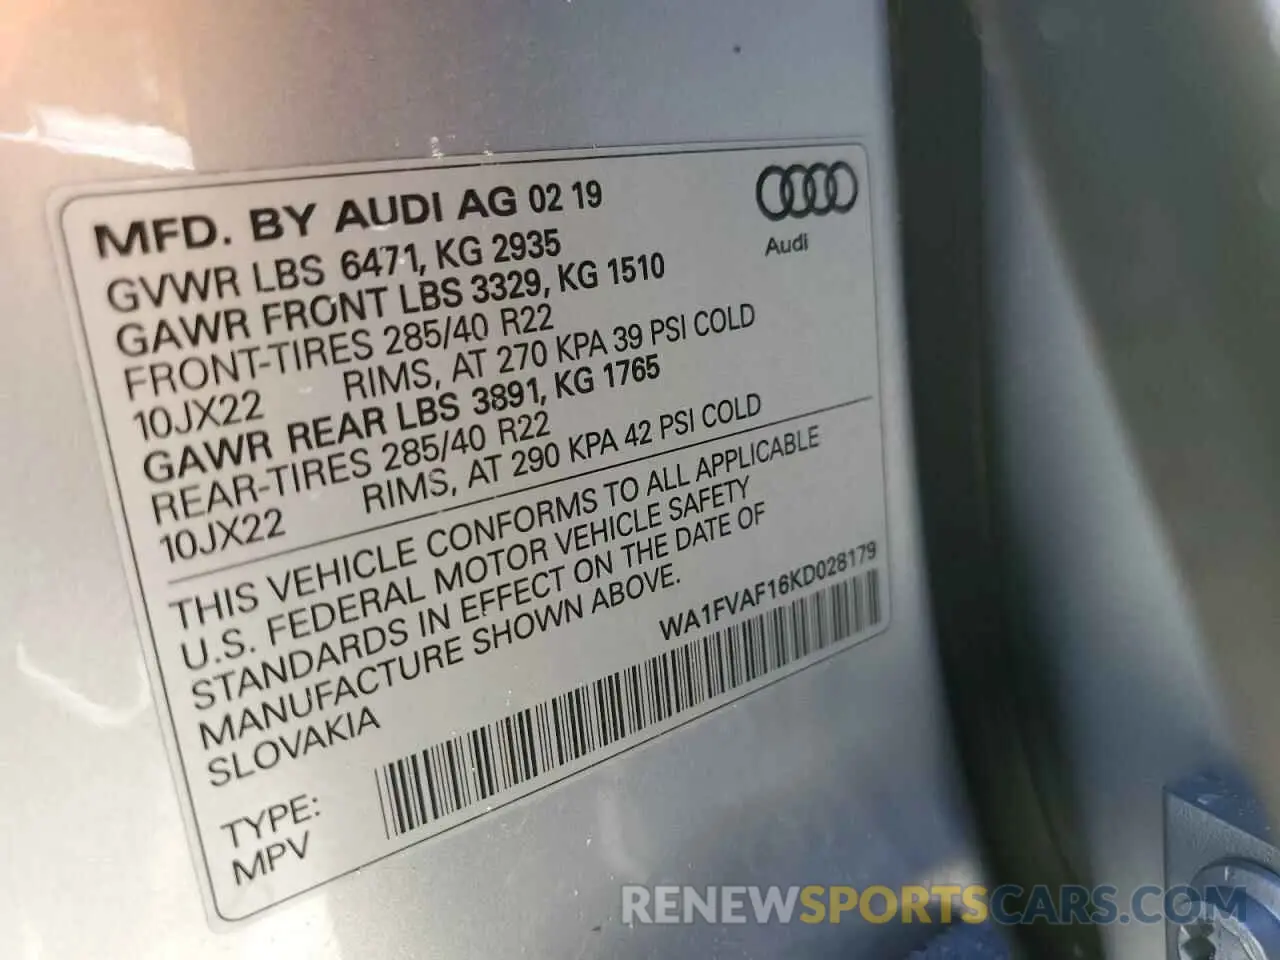 MFD. BY AUDI AG 02 19
GVWR LBS 6471, KG 2935
GAWR FRONT LBS 3329, KG 1510
FRONT-TIRES 285/40 R22
10JX22 RIMS, AT 270 KPA 39 PSI COLD
GAWR REAR LBS 3891, KG 1765
REAR-TIRES 285/40 R22
10JX22 RIMS, AT 290 KPA 42 PSI COLD
Audi
THIS VEHICLE CONFORMS TO ALL APPLICABLE
U.S. FEDERAL MOTOR VEHICLE SAFETY
STANDARDS IN EFFECT ON THE DATE OF
MANUFACTURE SHOWN ABOVE.
SLOVAKIA
WA1FVAF16KD028179
TYPE:
MPV
RENEWSPORTSCARS.COM